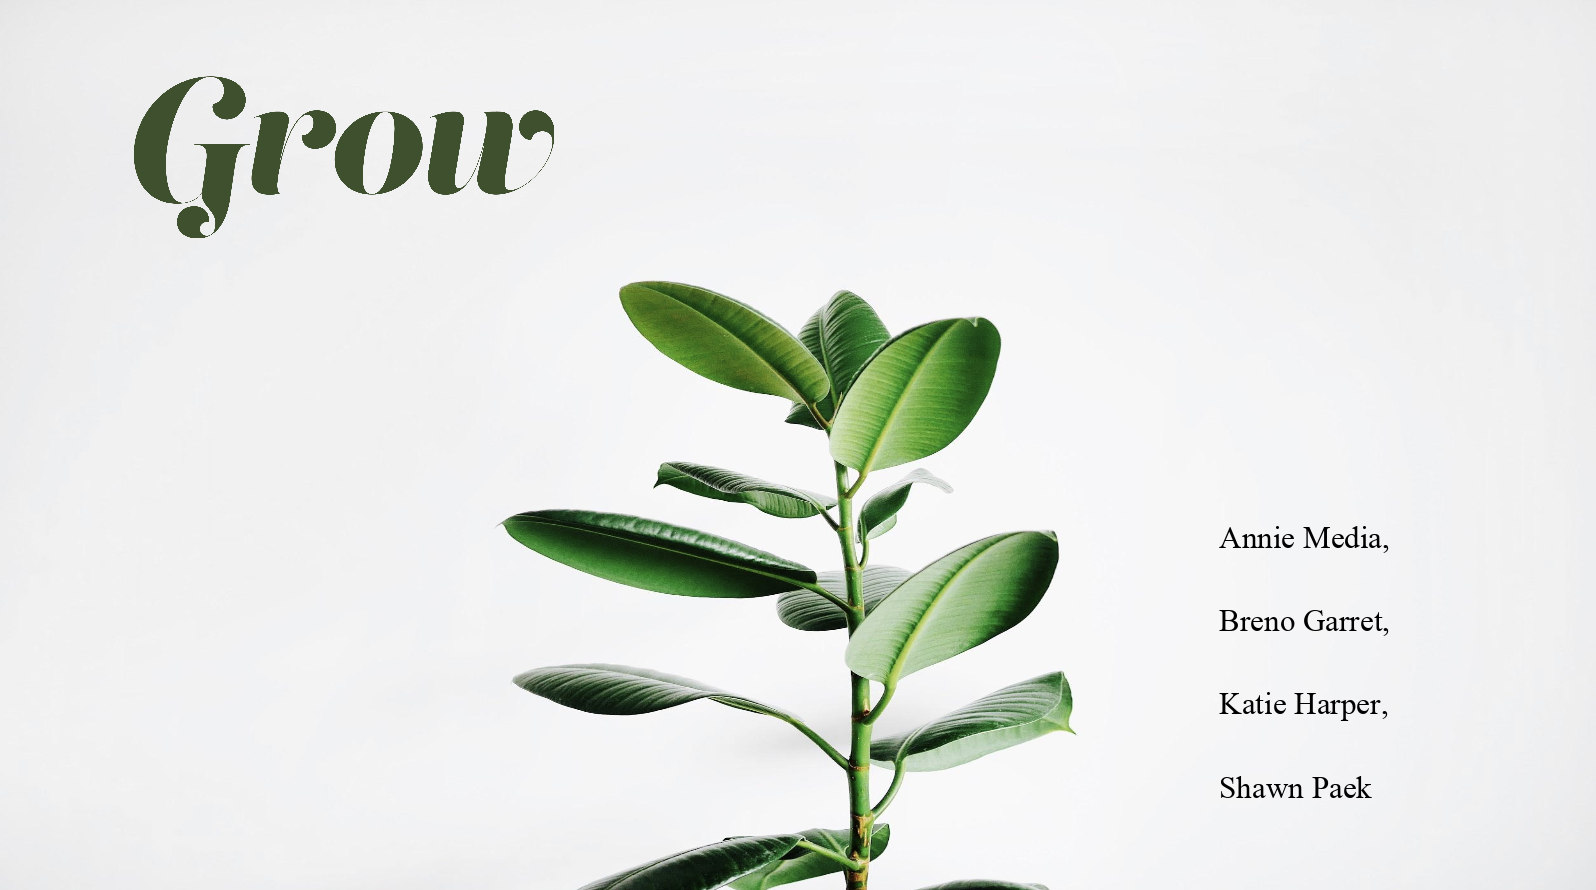 Grow
Annie Media,
Breno Garret,
Katie Harper,
Shawn Paek